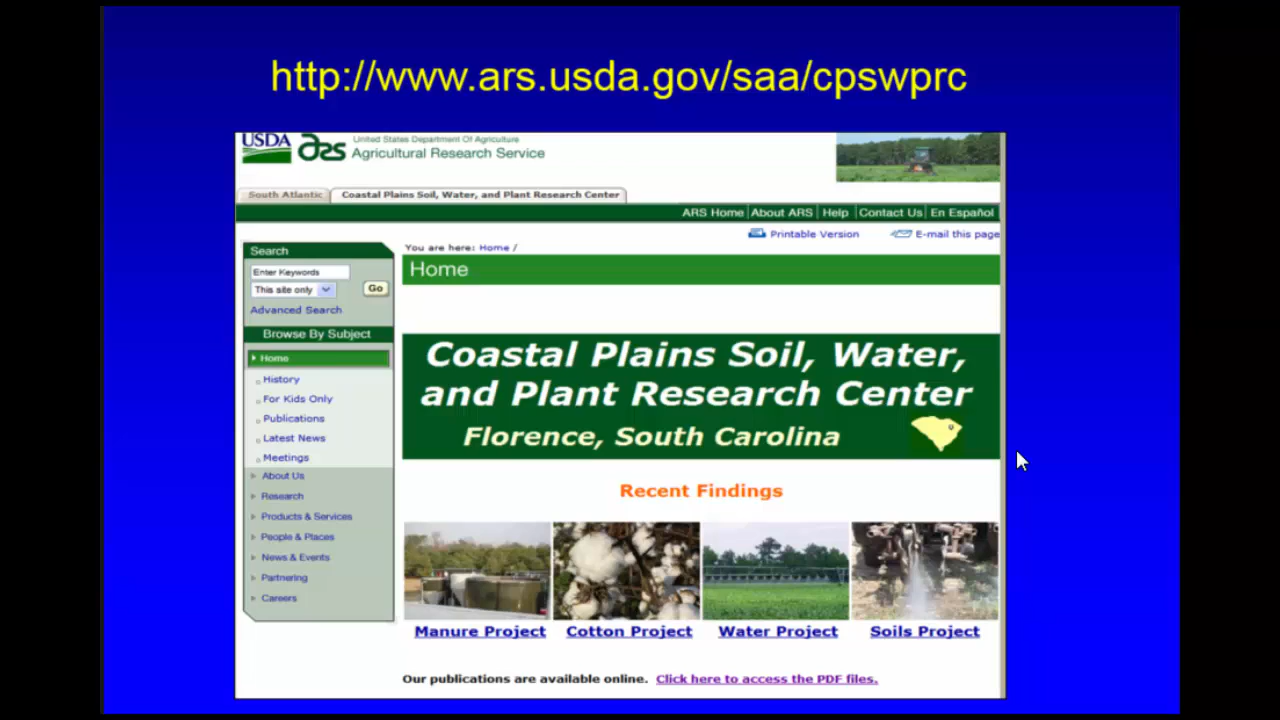 http://www.ars.usda.gov/saa/cpswprc
USDA ars
United States Department Of Agriculture
Agricultural Research Service
South Atlantic
Coastal Plains Soil, Water, and Plant Research Center
ARS Home | About ARS | Help | Contact Us | En Español
Printable Version E-mail this page
Search
Enter Keywords
This site only Go
Advanced Search
Browse By Subject
Home
History
For Kids Only
Publications
Latest News
Meetings
About Us
Research
Products & Services
People & Places
News & Events
Partnering
Careers
You are here: Home /
Home
Coastal Plains Soil, Water,
and Plant Research Center
Florence, South Carolina
Recent Findings
Manure Project Cotton Project Water Project Soils Project
Our publications are available online. Click here to access the PDF files.